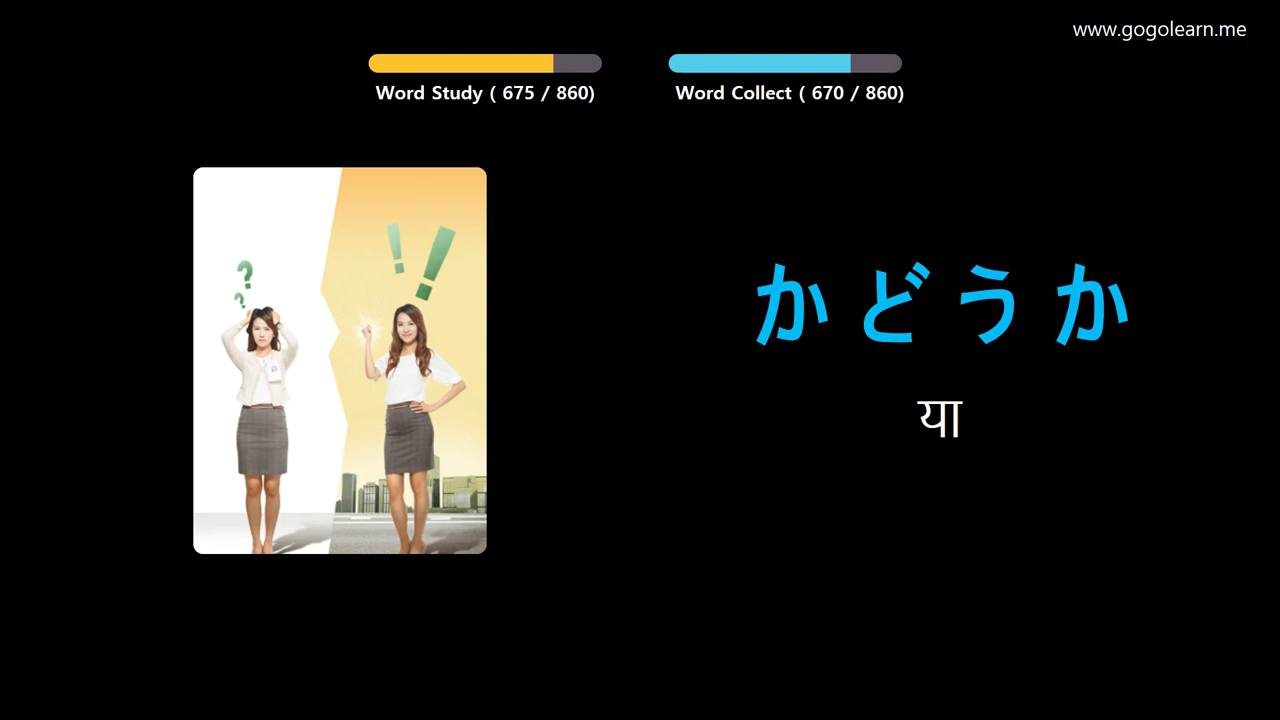 www.gogolearn.me
Word Study ( 675 / 860)
Word Collect ( 670 / 860)
? ?
! !
かどうか
या